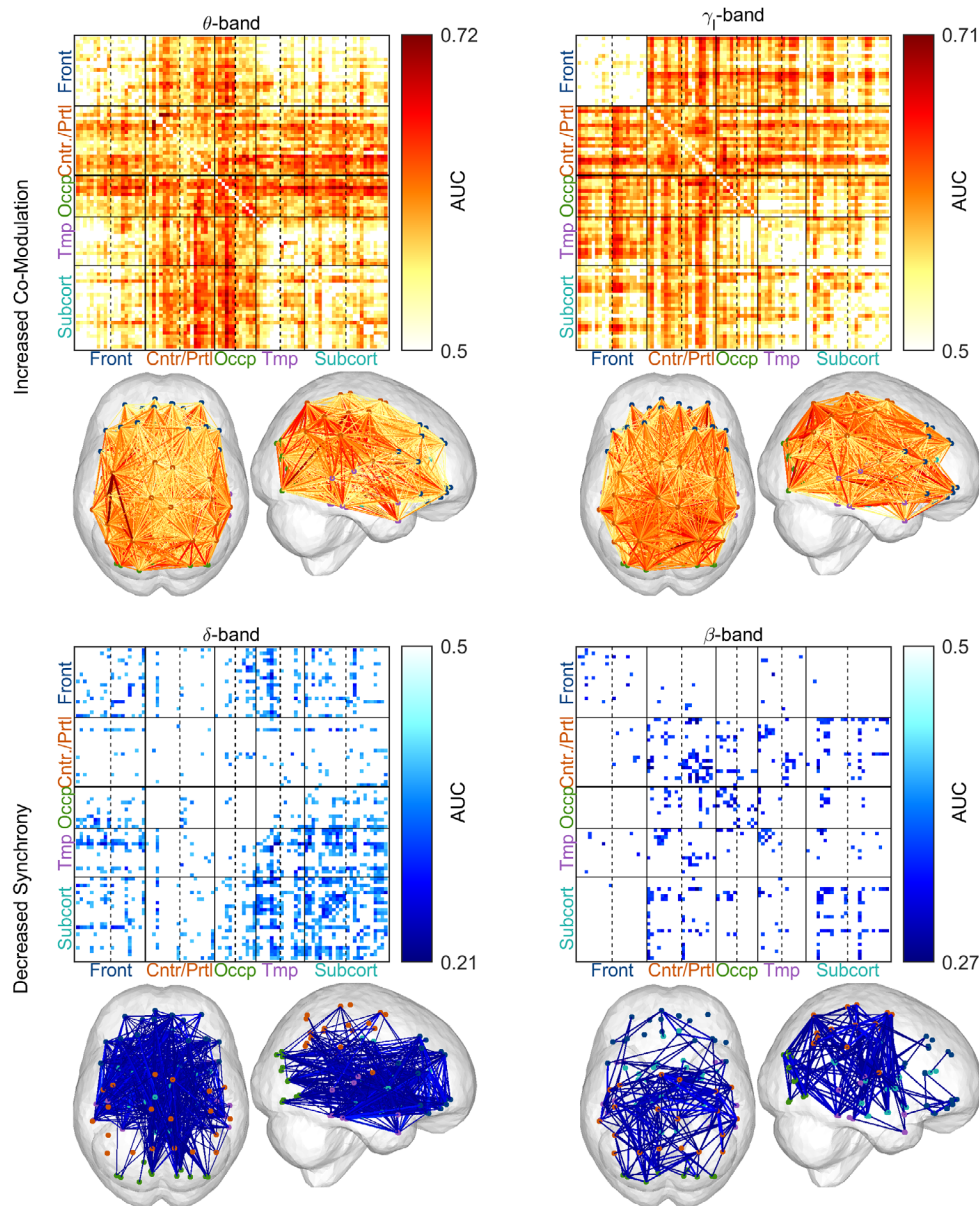 θ-band
γl-band
Increased Co-Modulation
Front
Cntr./Prtl
Occp
Tmp
Subcort
0.72
AUC
0.5
Front
Cntr./Prtl
Occp
Tmp
Subcort
0.71
AUC
0.5
Front Cntr/Prtl Occp Tmp Subcort
Front Cntr/Prtl Occp Tmp Subcort
δ-band
β-band
Decreased Synchrony
Front
Cntr./Prtl
Occp
Tmp
Subcort
0.5
AUC
0.21
Front
Cntr./Prtl
Occp
Tmp
Subcort
0.5
AUC
0.27
Front Cntr/Prtl Occp Tmp Subcort
Front Cntr/Prtl Occp Tmp Subcort